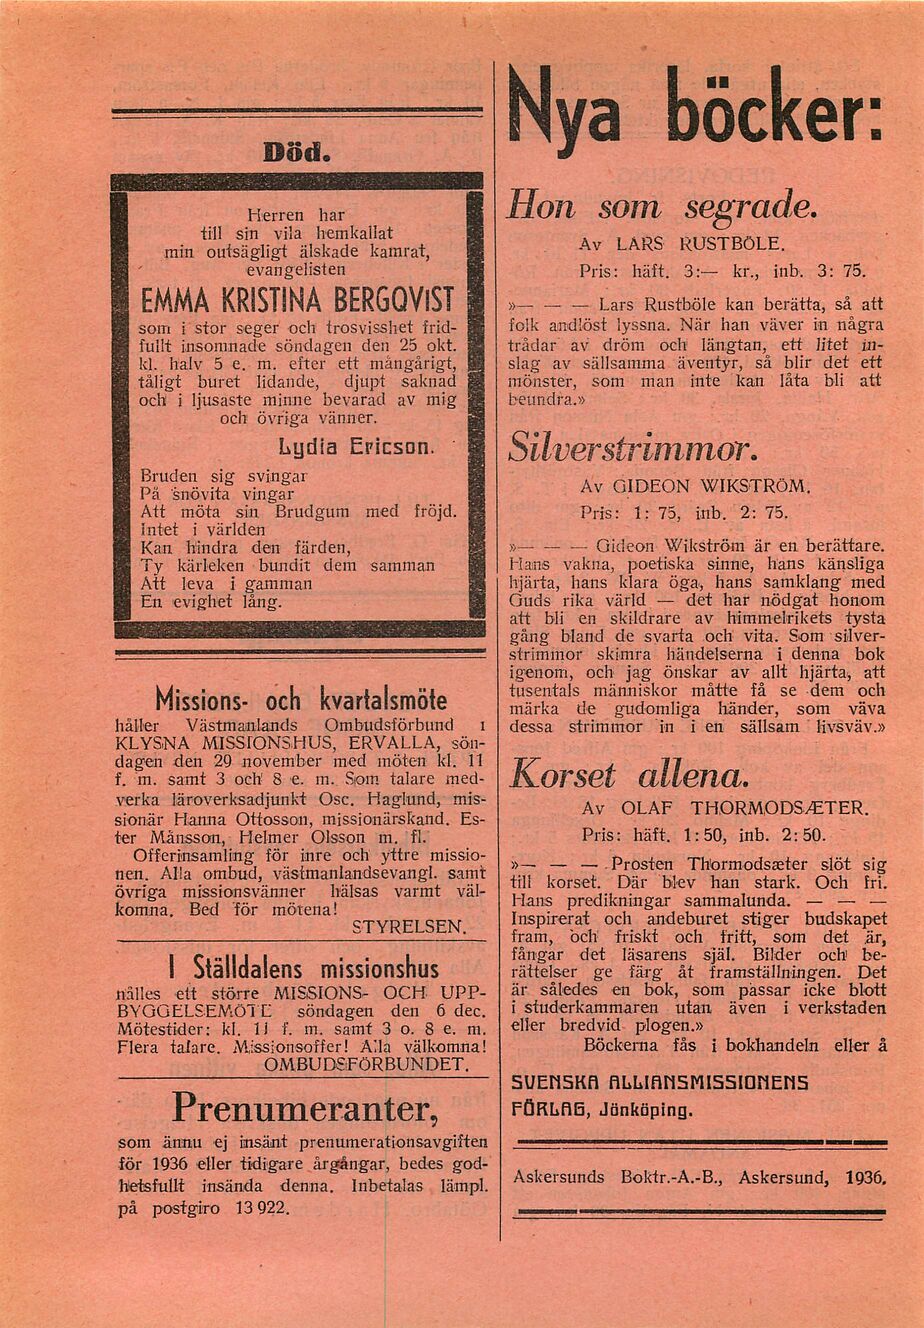 Död.
Herren har
till sin vila hemkallat
min outsägligt älskade kamrat,
evangelisten
EMMA KRISTINA BERGQVIST
som i stor seger och trosvisshet frid-
fullt insomnade söndagen den 25 okt.
kl. halv 5 e. m. efter ett mångårigt,
tåligt buret lidande, djupt saknad
och i ljusaste minne bevarad av mig
och övriga vänner.
Lydia Ericson.
Bruden sig svingar
På snövita vingar
Att möta sin Brudgum med fröjd.
Intet i världen
Kan hindra den färden,
Ty kärleken bundit dem samman
Att leva i gamman
En evighet lång.
Missions- och kvartalsmöte
håller Västmanlands Ombudsförbund i
KLYSNA MISSIONSHUS, ERVALLA, sön-
dagen den 29 november med möten kl. 11
f. m. samt 3 och 8 e. m. Som talare med-
verka läroverksadjunkt Osc. Haglund, mis-
sionär Hanna Ottosson, missionärskand. Es-
ter Månsson, Helmer Olsson m. fl.
Offerinsamling för inre och yttre missio-
nen. Alla ombud, västmanlandsevangl. samt
övriga missionsvänner hälsas varmt väl-
komna. Bed för mötena!
STYRELSEN.
I Ställdalens missionshus
hålles ett större MISSIONS- OCH UPP-
BYGGELSEMÖTE söndagen den 6 dec.
Mötestider: kl. 11 f. m. samt 3 o. 8 e. m.
Flera talare. Missionsoffer! Alla välkomna!
OMBUDSFÖRBUNDET.
Prenumeranter,
som ännu ej insänt prenumerationsavgiften
för 1936 eller tidigare årgångar, bedes god-
hetsfullt insända denna. Inbetalas lämpl.
på postgiro 13 922.
Nya böcker:
Hon som segrade.
Av LARS RUSTBÖLE.
Pris: häft. 3:— kr., inb. 3: 75.
»— — — Lars Rustböle kan berätta, så att
folk andlöst lyssna. När han väver in några
trådar av dröm och längtan, ett litet in-
slag av sällsamma äventyr, så blir det ett
mönster, som man inte kan låta bli att
beundra.»
Silverstrimmor.
Av GIDEON WIKSTRÖM.
Pris: 1: 75, inb. 2: 75.
»— — — Gideon Wikström är en berättare.
Hans vakna, poetiska sinne, hans känsliga
hjärta, hans klara öga, hans samklang med
Guds rika värld — det har nödgat honom
att bli en skildrare av himmelrikets tysta
gång bland de svarta och vita. Som silver-
strimmor skimra händelserna i denna bok
igenom, och jag önskar av allt hjärta, att
tusentals människor måtte få se dem och
märka de gudomliga händer, som väva
dessa strimmor in i en sällsam livsväv.»
Korset allena.
Av OLAF THORMODSÆTER.
Pris: häft. 1:50, inb. 2:50.
»— — — Prosten Thormodsæter slöt sig
till korset. Där blev han stark. Och fri.
Hans predikningar sammalunda. — — —
Inspirerat och andeburet stiger budskapet
fram, och friskt och fritt, som det är,
fångar det läsarens själ. Bilder och be-
rättelser ge färg åt framställningen. Det
är således en bok, som passar icke blott
i studerkammaren utan även i verkstaden
eller bredvid plogen.»
Böckerna fås i bokhandeln eller å
SVENSKA ALLIANSMISSIONENS
FÖRLAG, Jönköping.
Askersunds Boktr.-A.-B., Askersund, 1936.